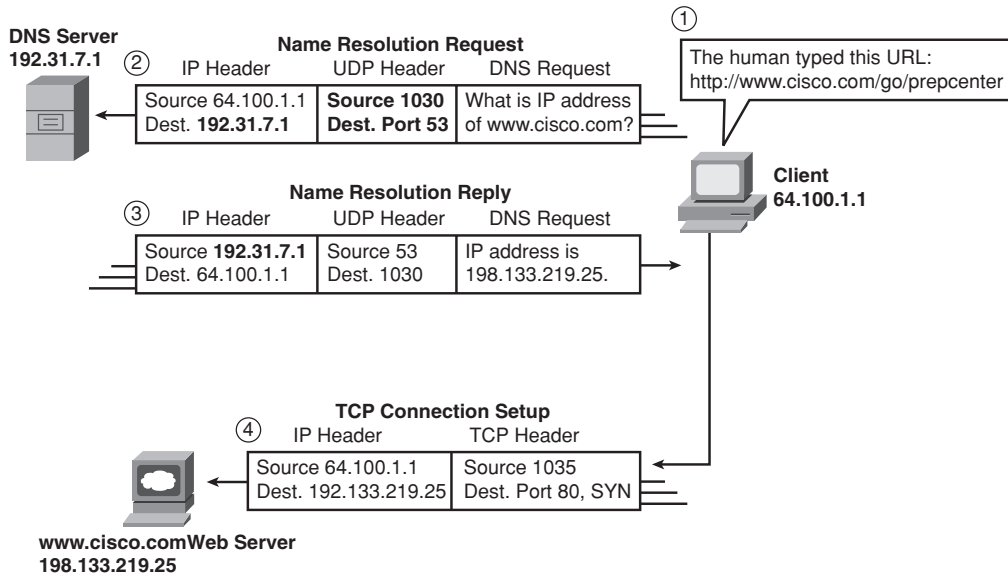 ①
The human typed this URL:
http://www.cisco.com/go/prepcenter
DNS Server
192.31.7.1
Name Resolution Request
②
IP Header UDP Header DNS Request
Source 64.100.1.1 Source 1030 What is IP address
Dest. 192.31.7.1 Dest. Port 53 of www.cisco.com?
Client
64.100.1.1
Name Resolution Reply
③
IP Header UDP Header DNS Request
Source 192.31.7.1 Source 53 IP address is
Dest. 64.100.1.1 Dest. 1030 198.133.219.25.
TCP Connection Setup
④
IP Header TCP Header
Source 64.100.1.1 Source 1035
Dest. 192.133.219.25 Dest. Port 80, SYN
www.cisco.comWeb Server
198.133.219.25